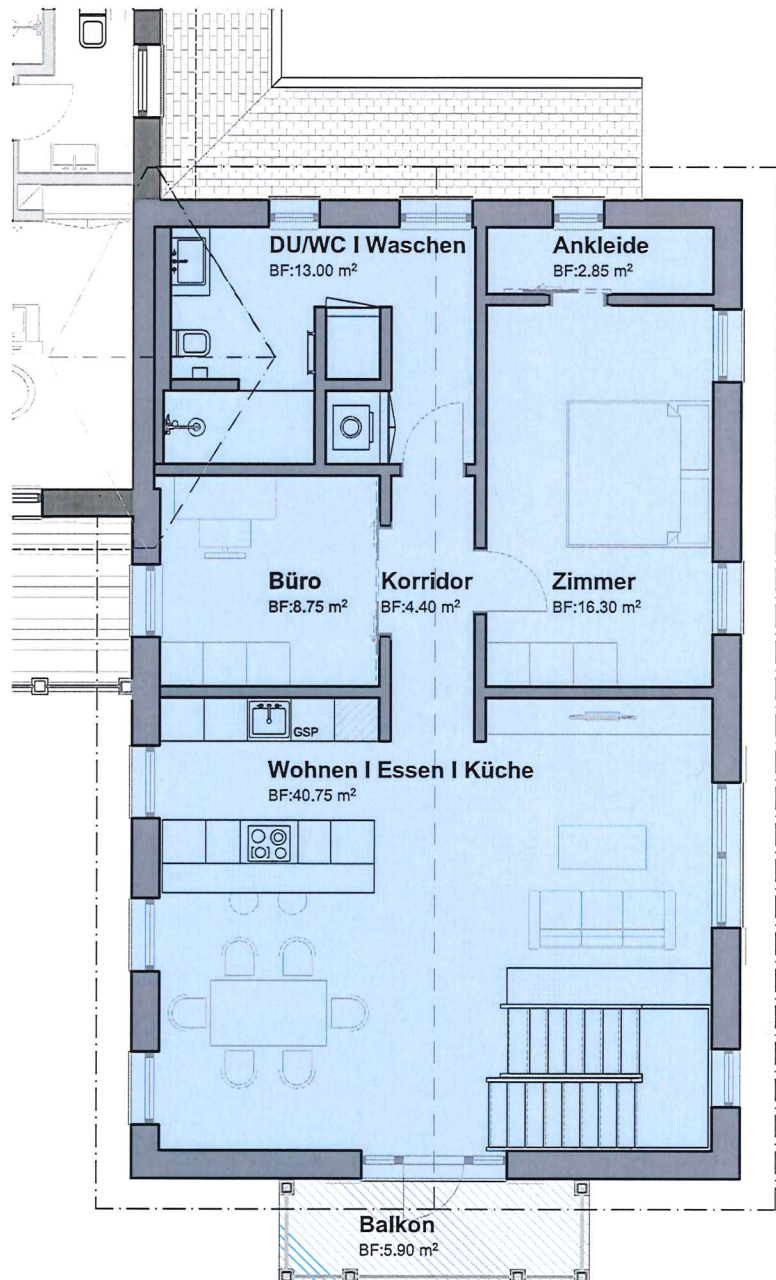 DU/WC I Waschen
BF:13.00 m²
Ankleide
BF:2.85 m²
Büro
BF:8.75 m²
Korridor
BF:4.40 m²
Zimmer
BF:16.30 m²
GSP
Wohnen I Essen I Küche
BF:40.75 m²
Balkon
BF:5.90 m²